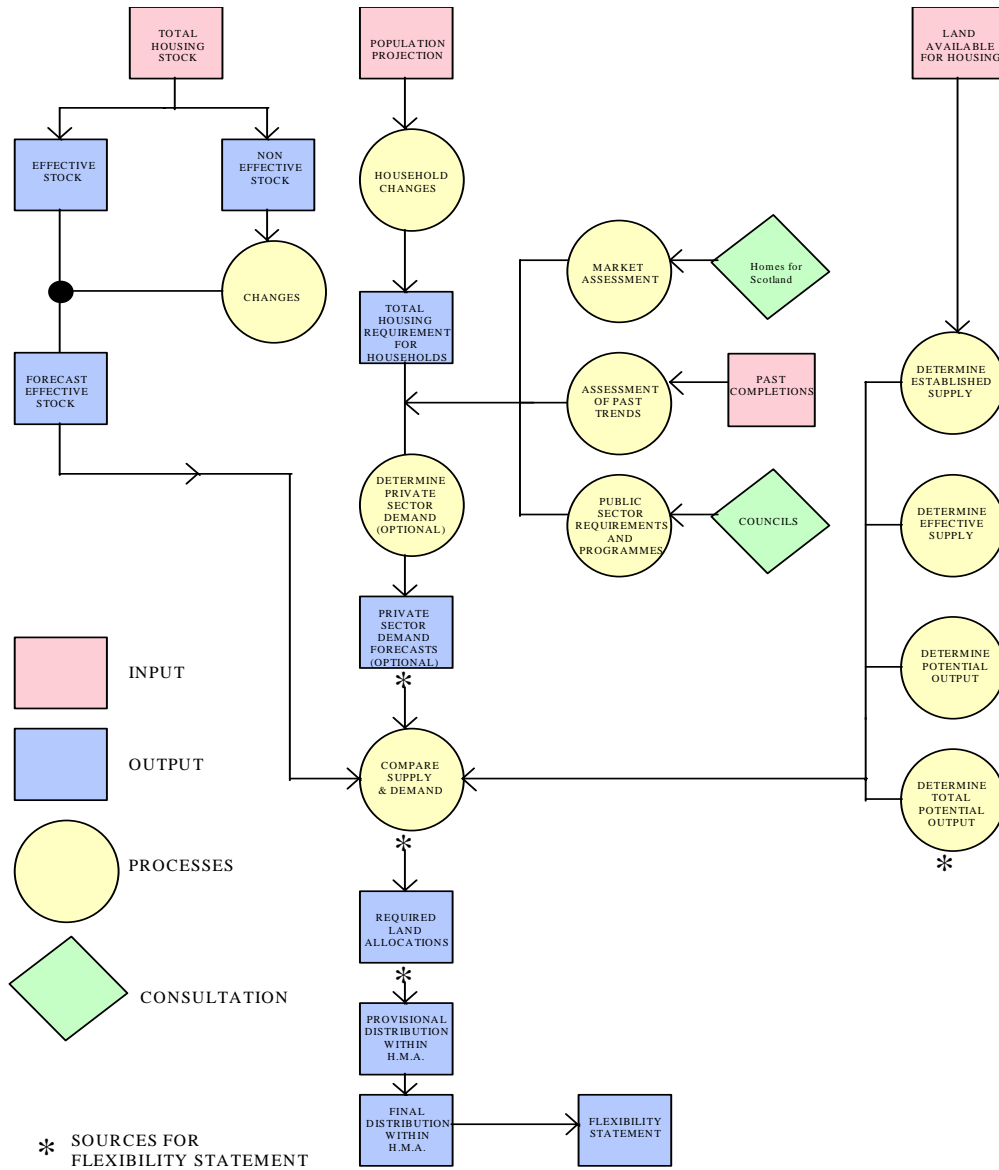 TOTAL
HOUSING
STOCK
POPULATION
PROJECTION
LAND
AVAILABLE
FOR HOUSING
EFFECTIVE
STOCK
NON
EFFECTIVE
STOCK
HOUSEHOLD
CHANGES
CHANGES
MARKET
ASSESSMENT
Homes for
Scotland
TOTAL
HOUSING
REQUIREMENT
FOR
HOUSEHOLDS
FORECAST
EFFECTIVE
STOCK
ASSESSMENT
OF PAST
TRENDS
PAST
COMPLETIONS
DETERMINE
ESTABLISHED
SUPPLY
DETERMINE
PRIVATE
SECTOR
DEMAND
(OPTIONAL)
PUBLIC
SECTOR
REQUIREMENTS
AND
PROGRAMMES
COUNCILS
DETERMINE
EFFECTIVE
SUPPLY
PRIVATE
SECTOR
DEMAND
FORECASTS
(OPTIONAL)
*
DETERMINE
POTENTIAL
OUTPUT
INPUT
OUTPUT
COMPARE
SUPPLY
& DEMAND
*
DETERMINE
TOTAL
POTENTIAL
OUTPUT
*
PROCESSES
REQUIRED
LAND
ALLOCATIONS
*
CONSULTATION
PROVISIONAL
DISTRIBUTION
WITHIN
H.M.A.
FINAL
DISTRIBUTION
WITHIN
H.M.A.
FLEXIBILITY
STATEMENT
* SOURCES FOR
FLEXIBILITY STATEMENT